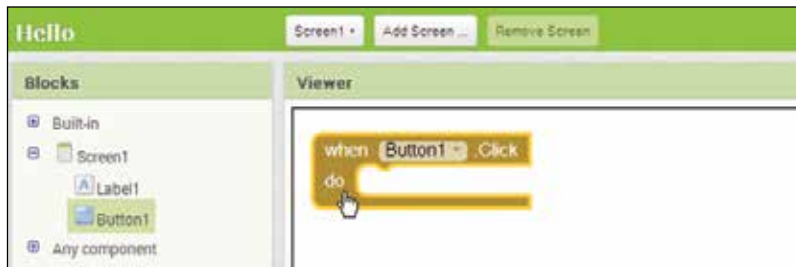 Hello
Screen1
Add Screen ...
Remove Screen
Blocks
Viewer
Built-in
Screen1
Label1
Button1
Any component
when Button1 .Click
do
A